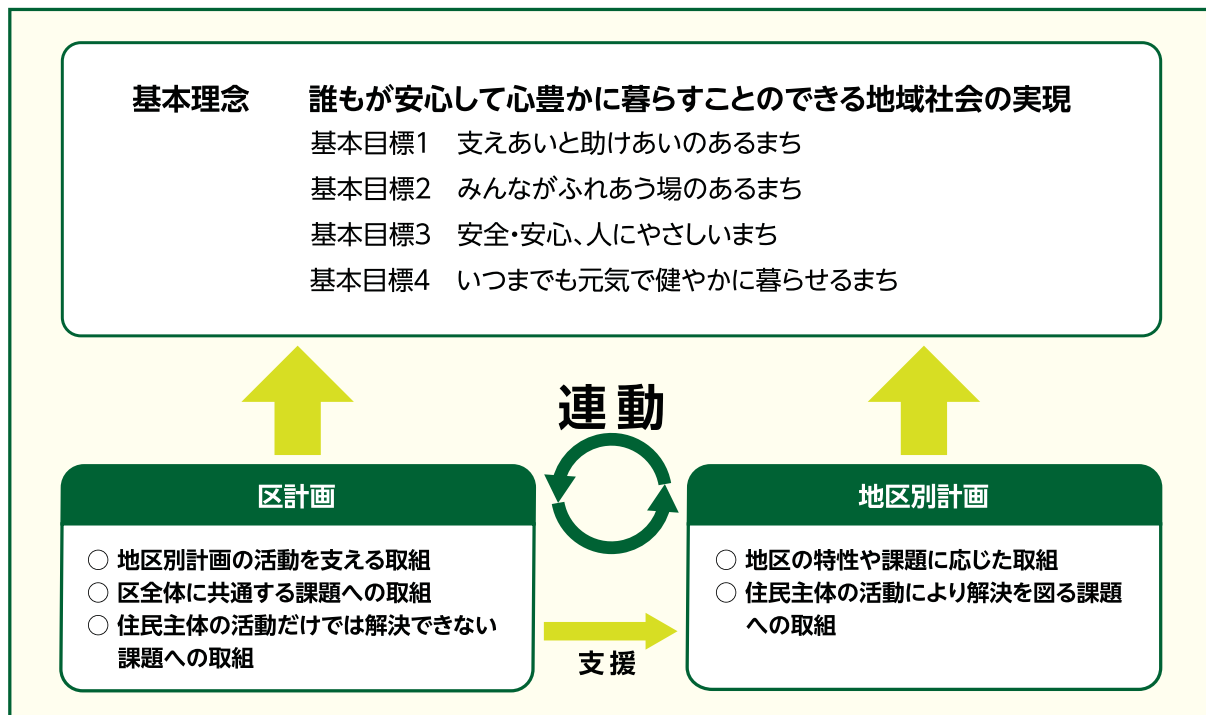 基本理念 誰もが安心して心豊かに暮らすことのできる地域社会の実現
基本目標1 支えあいと助けあいのあるまち
基本目標2 みんながふれあう場のあるまち
基本目標3 安全・安心、人にやさしいまち
基本目標4 いつまでも元気で健やかに暮らせるまち
連動
区計画
○ 地区別計画の活動を支える取組
○ 区全体に共通する課題への取組
○ 住民主体の活動だけでは解決できない
課題への取組
支援
地区別計画
○ 地区の特性や課題に応じた取組
○ 住民主体の活動により解決を図る課題
への取組